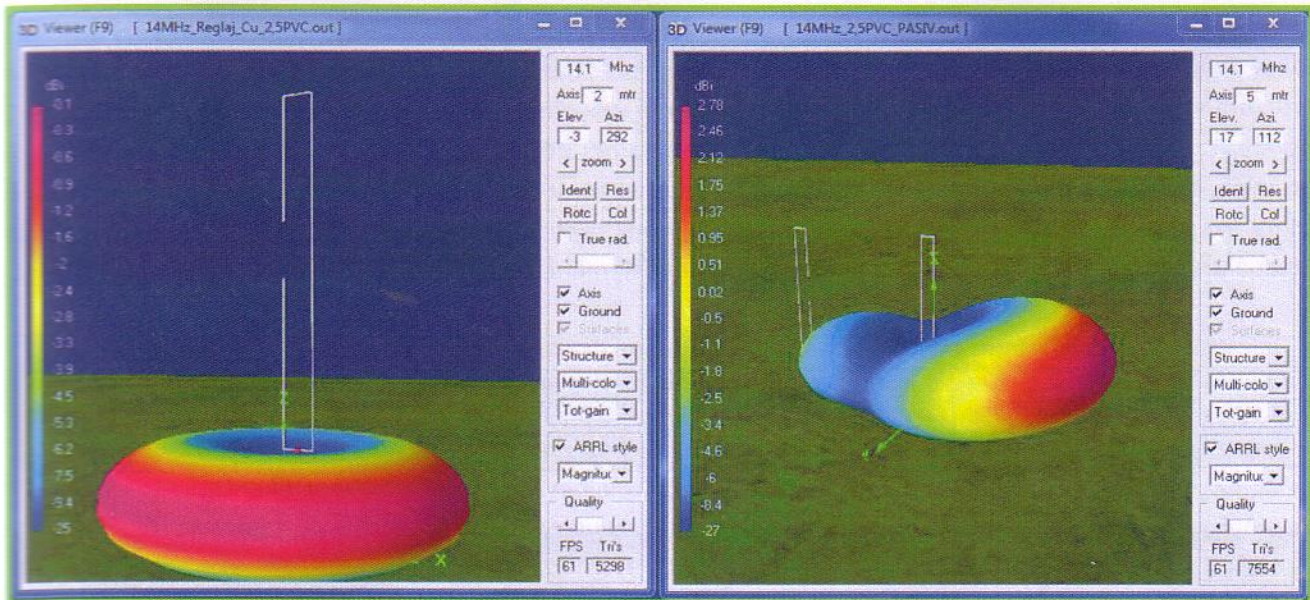 3D Viewer (F9) [ 14MHz_Reglaj_Cu_2,5PVC.out ]
dBi
-0.1
-0.3
-0.6
-0.9
-1.2
-1.6
-2
-2.4
-2.8
-3.3
-3.9
-4.5
-5.2
-7.5
-9.4
-25
14.1 Mhz
Axis 2 mtr
Elev. Azi.
-3 292
< zoom >
Ident Res
Rotc Col
True rad.
Axis
Ground
Surfaces
Structure
Multi-colo
Tot-gain
ARRL style
Magnituc
Quality
FPS Tri's
61 5298
X
3D Viewer (F9) [ 14MHz_2,5PVC_PASIV.out ]
dBi
2.78
2.46
2.12
1.75
1.37
0.95
0.51
0.02
-0.5
-1.1
-1.8
-2.5
-3.4
-4.6
-6
-8.4
-27
14.1 Mhz
Axis 5 mtr
Elev. Azi.
17 112
< zoom >
Ident Res
Rotc Col
True rad.
Axis
Ground
Surfaces
Structure
Multi-colo
Tot-gain
ARRL style
Magnituc
Quality
FPS Tri's
61 7554